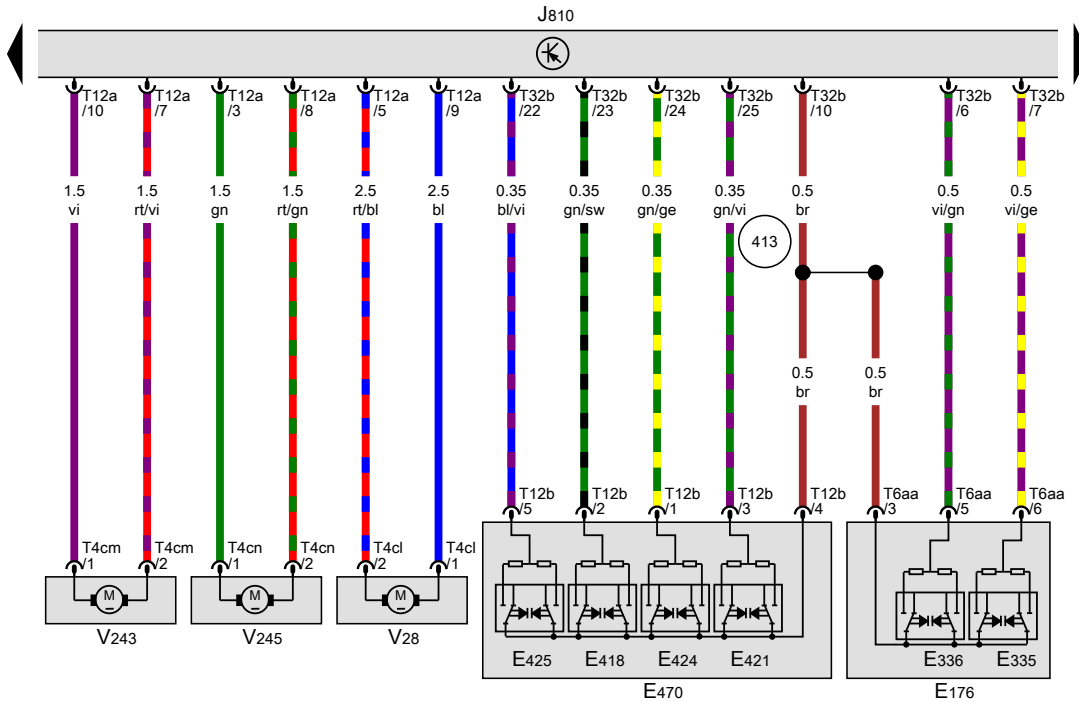 J810
T12a T12a T12a T12a T12a T12a T32b T32b T32b T32b T32b T32b T32b
/10 /7 /3 /8 /5 /9 /22 /23 /24 /25 /10 /6 /7
1.5 1.5 1.5 1.5 2.5 2.5 0.35 0.35 0.35 0.35 0.5 0.5 0.5
vi rt/vi gn rt/gn rt/bl bl bl/vi gn/sw gn/ge gn/vi br vi/gn vi/ge
413
0.5 0.5
br br
T12b T12b T12b T12b T12b T6aa T6aa T6aa
/5 /2 /1 /3 /4 /3 /5 /6
T4cm T4cm T4cn T4cn T4cl T4cl
/1 /2 /1 /2 /2 /1
M M M
V243 V245 V28
E425 E418 E424 E421 E336 E335
E470 E176